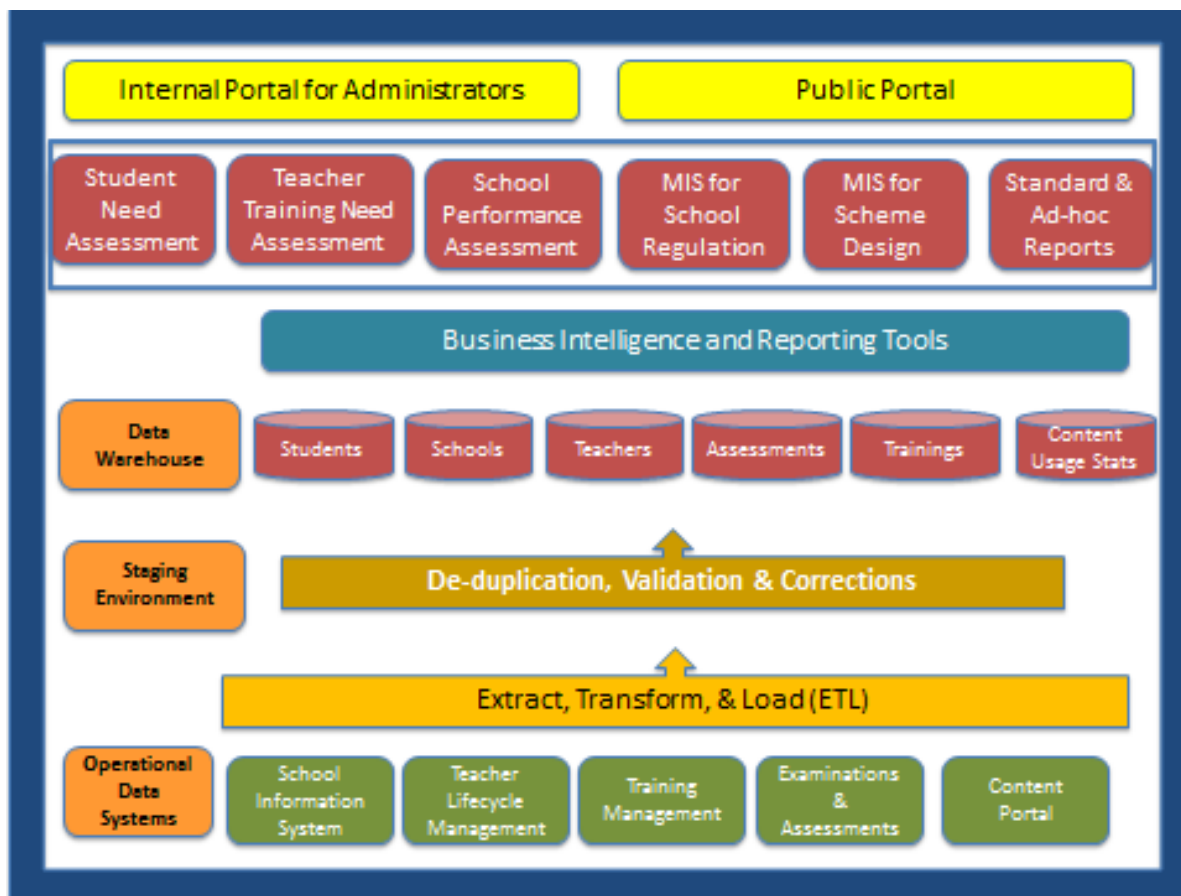 Internal Portal for Administrators
Public Portal
Student
Need
Assessment
Teacher
Training Need
Assessment
School
Performance
Assessment
MIS for
School
Regulation
MIS for
Scheme
Design
Standard &
Ad-hoc
Reports
Business Intelligence and Reporting Tools
Data
Warehouse
Students
Schools
Teachers
Assessments
Trainings
Content
Usage Stats
Staging
Environment
De-duplication, Validation & Corrections
Extract, Transform, & Load (ETL)
Operational
Data
Systems
School
Information
System
Teacher
Lifecycle
Management
Training
Management
Examinations
&
Assessments
Content
Portal